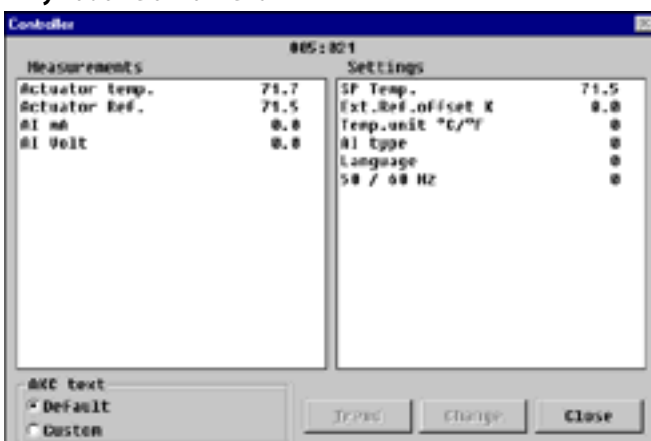 Controller
005:021
Measurements
Settings
Actuator temp. 71.7
Actuator Ref. 71.5
AI mA 0.0
AI Volt 0.0
SP Temp. 71.5
Ext.Ref.offset K 0.0
Temp.unit °C/°F 0
AI type 0
Language 0
50 / 60 Hz 0
AKC text
Default
Custom
Trend Change Close